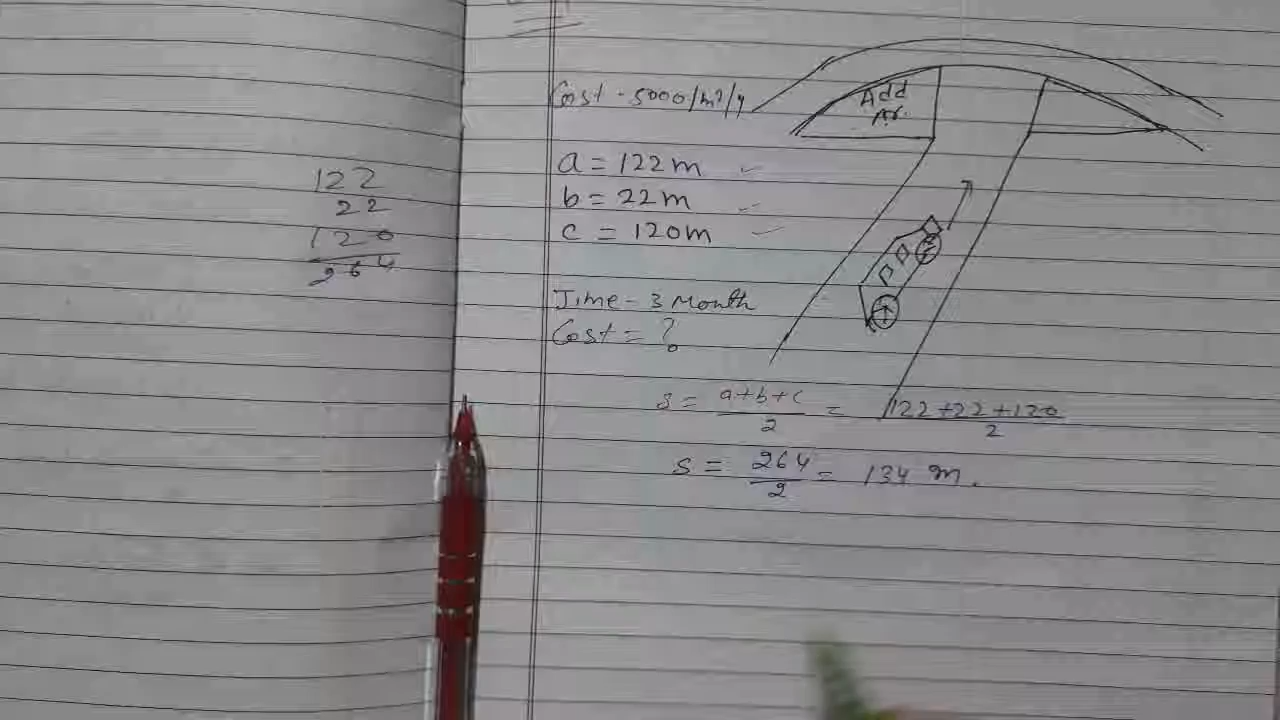 122
22
120
264
Cost - 5000/m²/y
Add
Ar.
a = 122 m
b = 22 m
c = 120 m
Time - 3 Month
Cost = ?
s = a+b+c/2 = 122+22+120/2
s = 264/2 = 134 m.